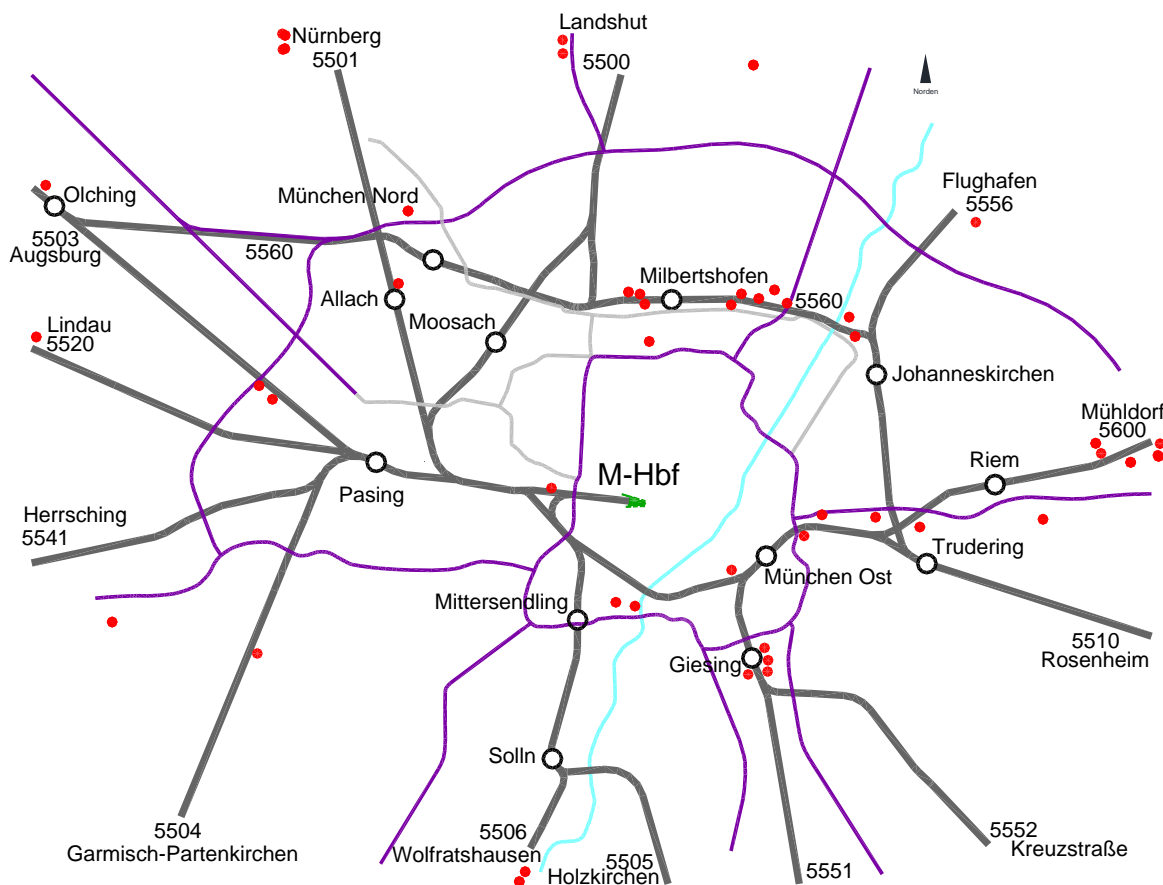 Landshut
Nürnberg
5501
5500
Norden
Flughafen
5556
Olching
München Nord
5503
Augsburg
5560
Milbertshofen
5560
Allach
Moosach
Lindau
5520
Johanneskirchen
Mühldorf
5600
Riem
M-Hbf
Pasing
Herrsching
5541
Trudering
München Ost
Mittersendling
5510
Rosenheim
Giesing
Solln
5504
Garmisch-Partenkirchen
5506
Wolfratshausen
5505
Holzkirchen
5551
5552
Kreuzstraße